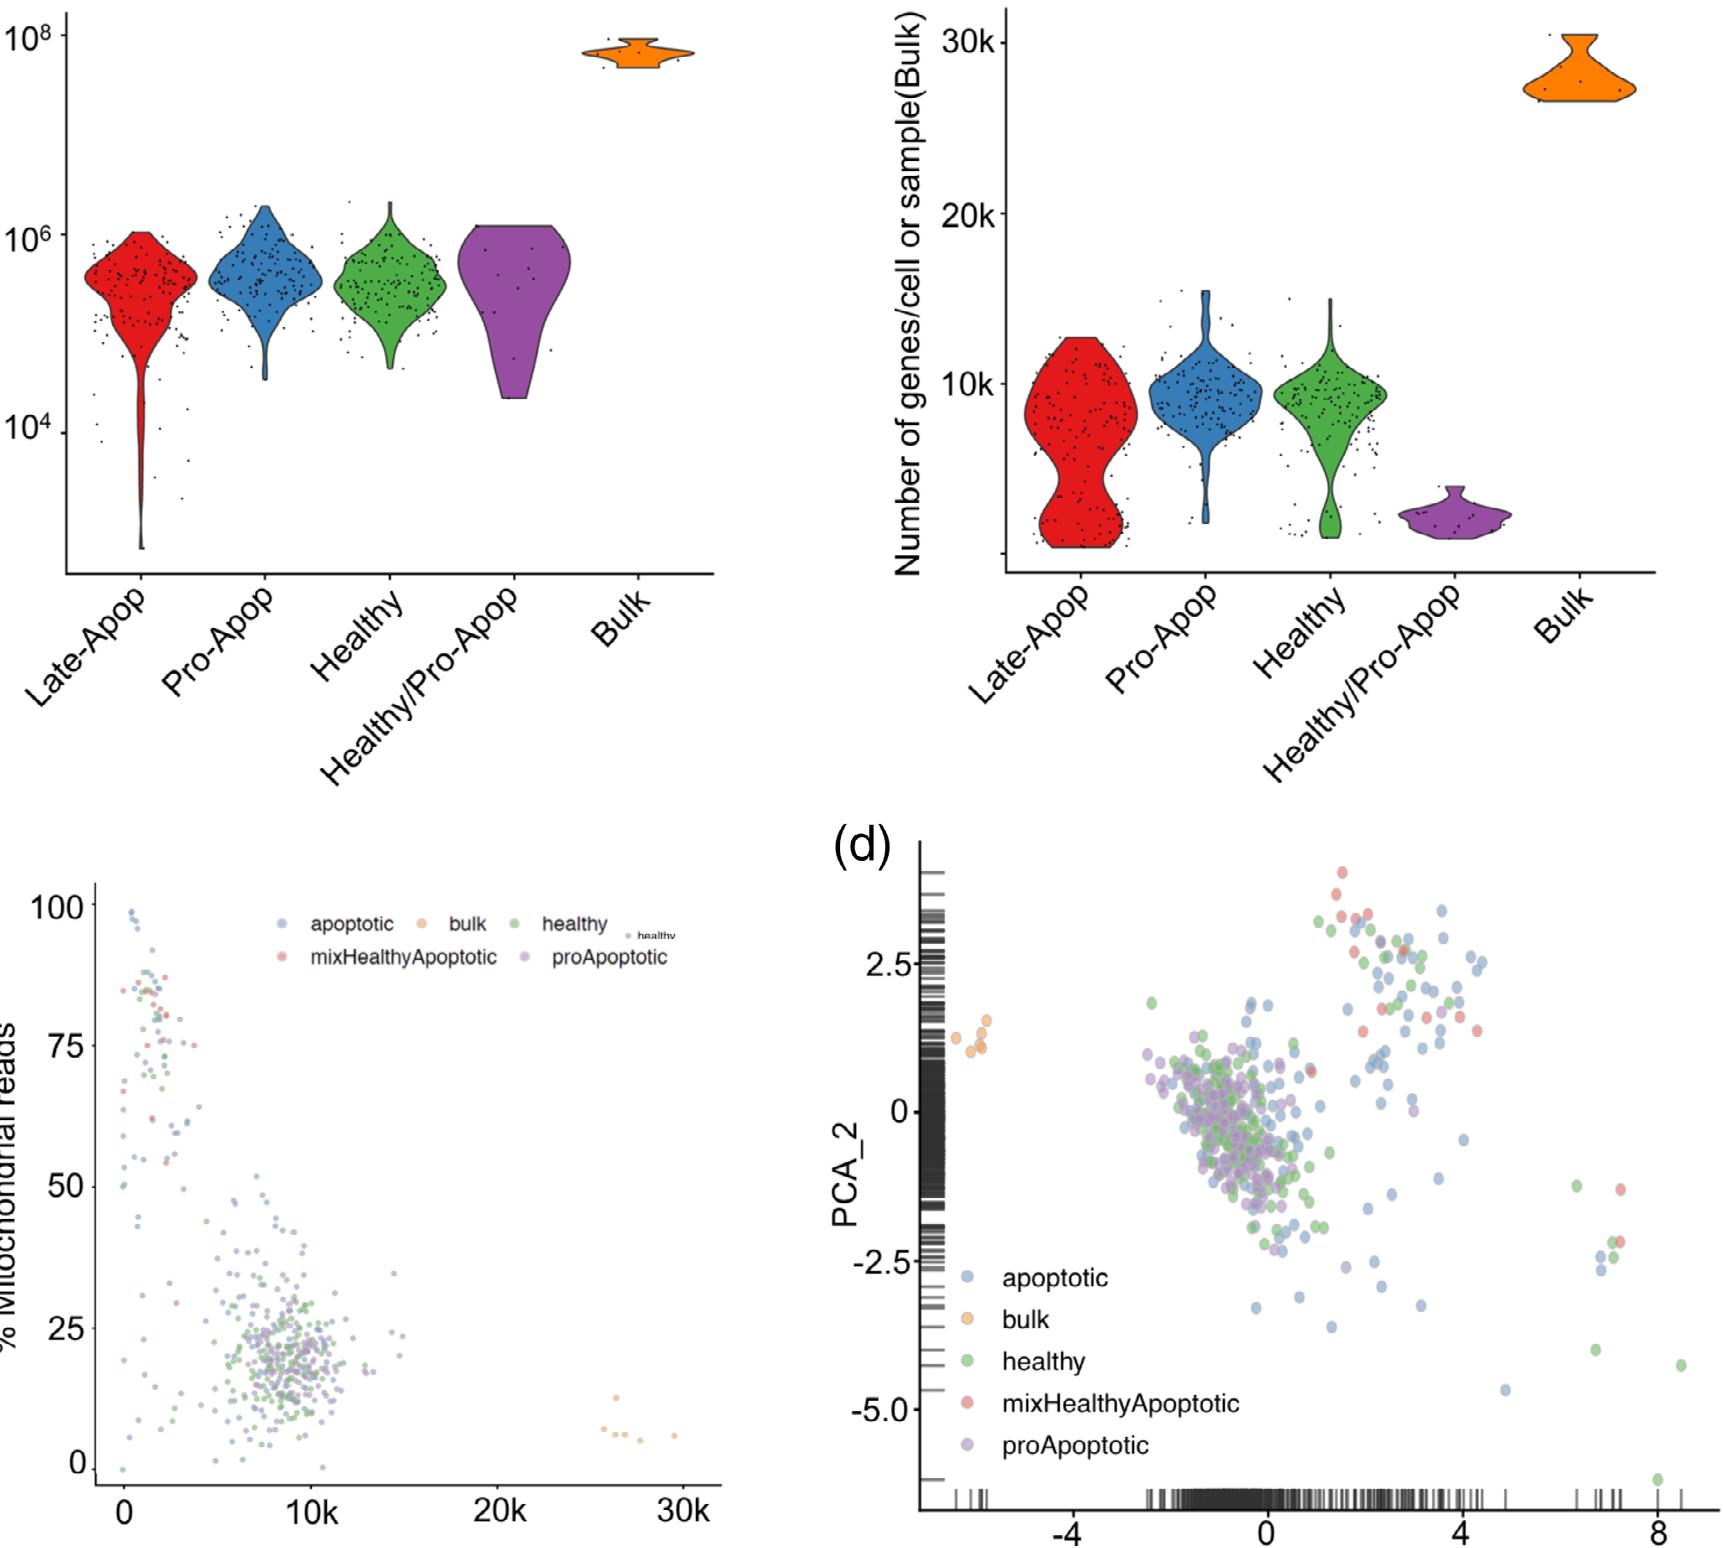 10⁸
10⁶
10⁴
Late-Apop
Pro-Apop
Healthy
Healthy/Pro-Apop
Bulk
Number of genes/cell or sample(Bulk)
30k
20k
10k
Late-Apop
Pro-Apop
Healthy
Healthy/Pro-Apop
Bulk
% Mitochondrial reads
100
75
50
25
0
apoptotic bulk healthy healthy
mixHealthyApoptotic proApoptotic
0 10k 20k 30k
(d)
PCA_2
2.5
0
-2.5
-5.0
apoptotic
bulk
healthy
mixHealthyApoptotic
proApoptotic
-4 0 4 8